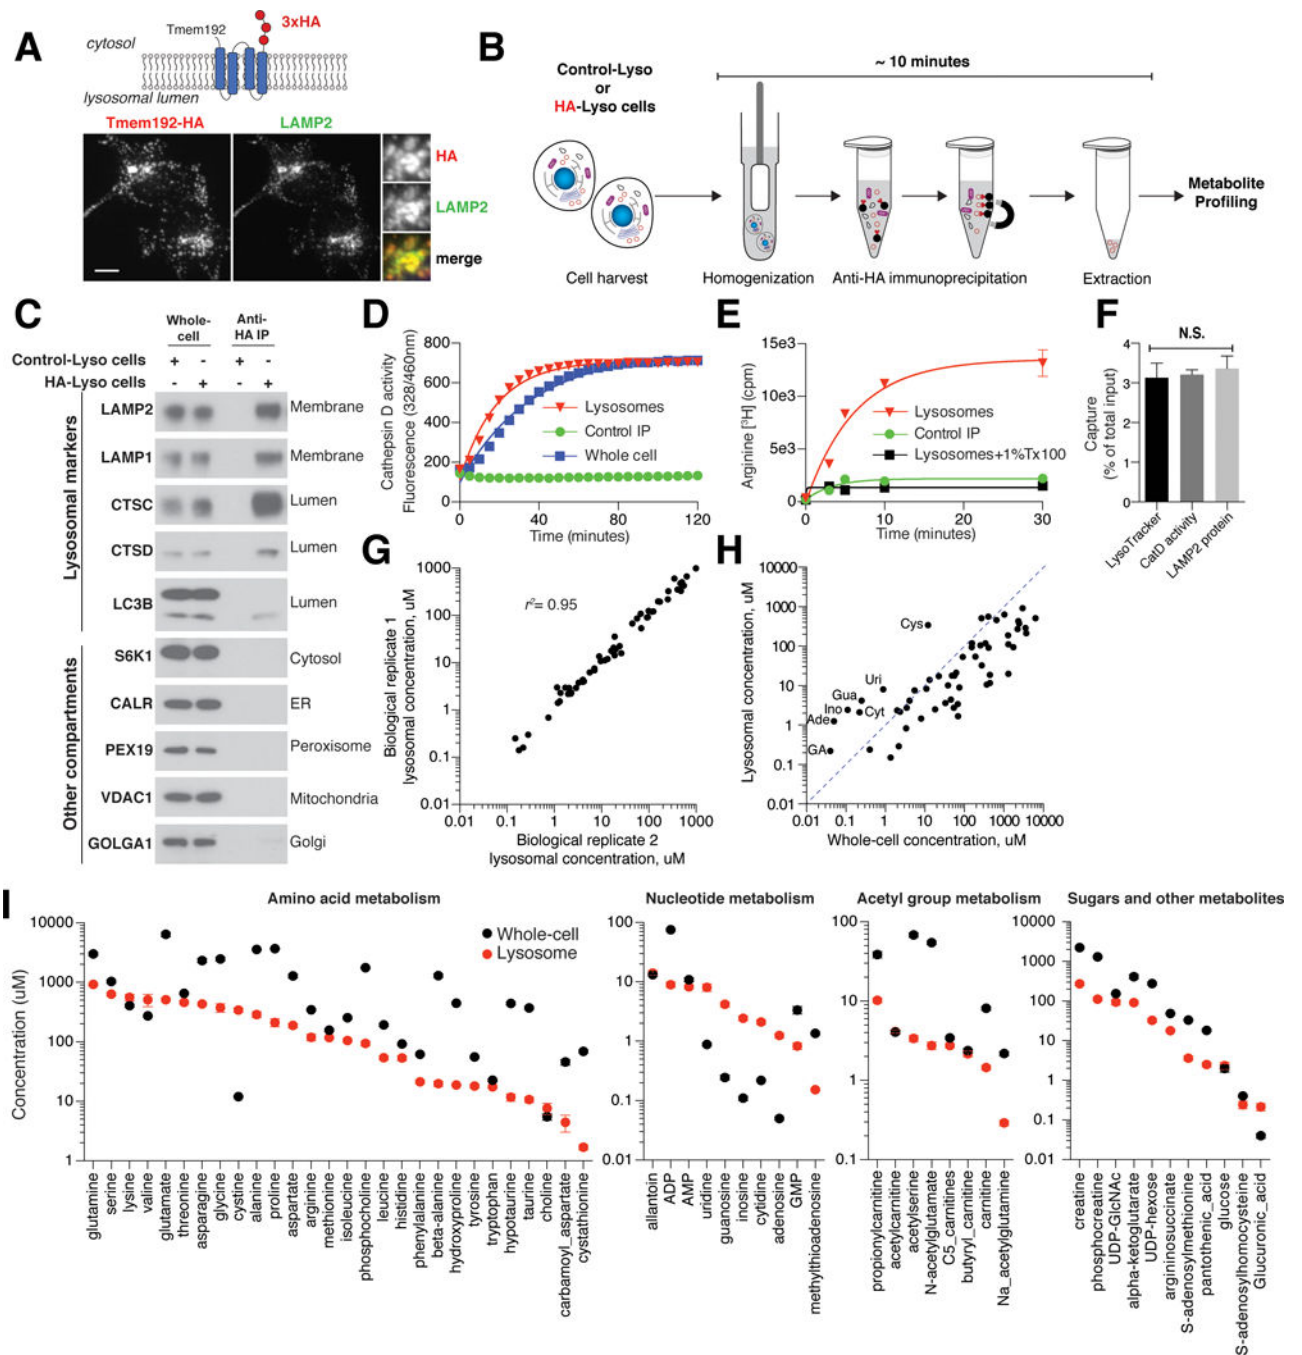 A
cytosol
Tmem192
3xHA
lysosomal lumen
Tmem192-HA
LAMP2
HA
LAMP2
merge
B
Control-Lyso
or
HA-Lyso cells
~ 10 minutes
Metabolite
Profiling
Cell harvest
Homogenization
Anti-HA immunoprecipitation
Extraction
C
Whole-
cell
Anti-
HA IP
Control-Lyso cells + - + -
HA-Lyso cells - + - +
Lysosomal markers
LAMP2 Membrane
LAMP1 Membrane
CTSC Lumen
CTSD Lumen
LC3B Lumen
Other compartments
S6K1 Cytosol
CALR ER
PEX19 Peroxisome
VDAC1 Mitochondria
GOLGA1 Golgi
D
Cathepsin D activity
Fluorescence (328/460nm)
800
600
400
200
0
Lysosomes
Control IP
Whole cell
0 40 80 120
Time (minutes)
E
Arginine [³H] (cpm)
15e3
10e3
5e3
0
Lysosomes
Control IP
Lysosomes+1%Tx100
0 10 20 30
Time (minutes)
F
N.S.
Capture
(% of total input)
4
3
2
1
0
LysoTracker
CatD activity
LAMP2 protein
G
Biological replicate 1
lysosomal concentration, uM
1000
100
10
1
0.1
0.01
r²= 0.95
0.01 0.1 1 10 100 1000
Biological replicate 2
lysosomal concentration, uM
H
Lysosomal concentration, uM
10000
1000
100
10
1
0.1
0.01
Cys
Uri
Gua
Ino
Cyt
Ade
GA
0.01 0.1 1 10 100 1000 10000
Whole-cell concentration, uM
I
Concentration (uM)
Amino acid metabolism
10000
1000
100
10
1
Whole-cell
Lysosome
glutamine
serine
lysine
valine
glutamate
threonine
asparagine
glycine
cystine
alanine
proline
aspartate
arginine
methionine
isoleucine
phosphocholine
leucine
histidine
phenylalanine
beta-alanine
hydroxyproline
tyrosine
tryptophan
hypotaurine
taurine
choline
carbamoyl_aspartate
cystathionine
Nucleotide metabolism
100
10
1
0.1
0.01
allantoin
ADP
AMP
uridine
guanosine
inosine
cytidine
adenosine
GMP
methylthioadenosine
Acetyl group metabolism
100
10
1
0.1
propionylcarnitine
acetylcarnitine
acetylserine
N-acetylglutamate
C5_carnitines
butyryl_carnitine
carnitine
Na_acetylglutamine
Sugars and other metabolites
10000
1000
100
10
1
0.1
0.01
creatine
phosphocreatine
UDP-GlcNAc
alpha-ketoglutarate
UDP-hexose
argininosuccinate
S-adenosylmethionine
pantothenic_acid
glucose
S-adenosylhomocysteine
Glucuronic_acid